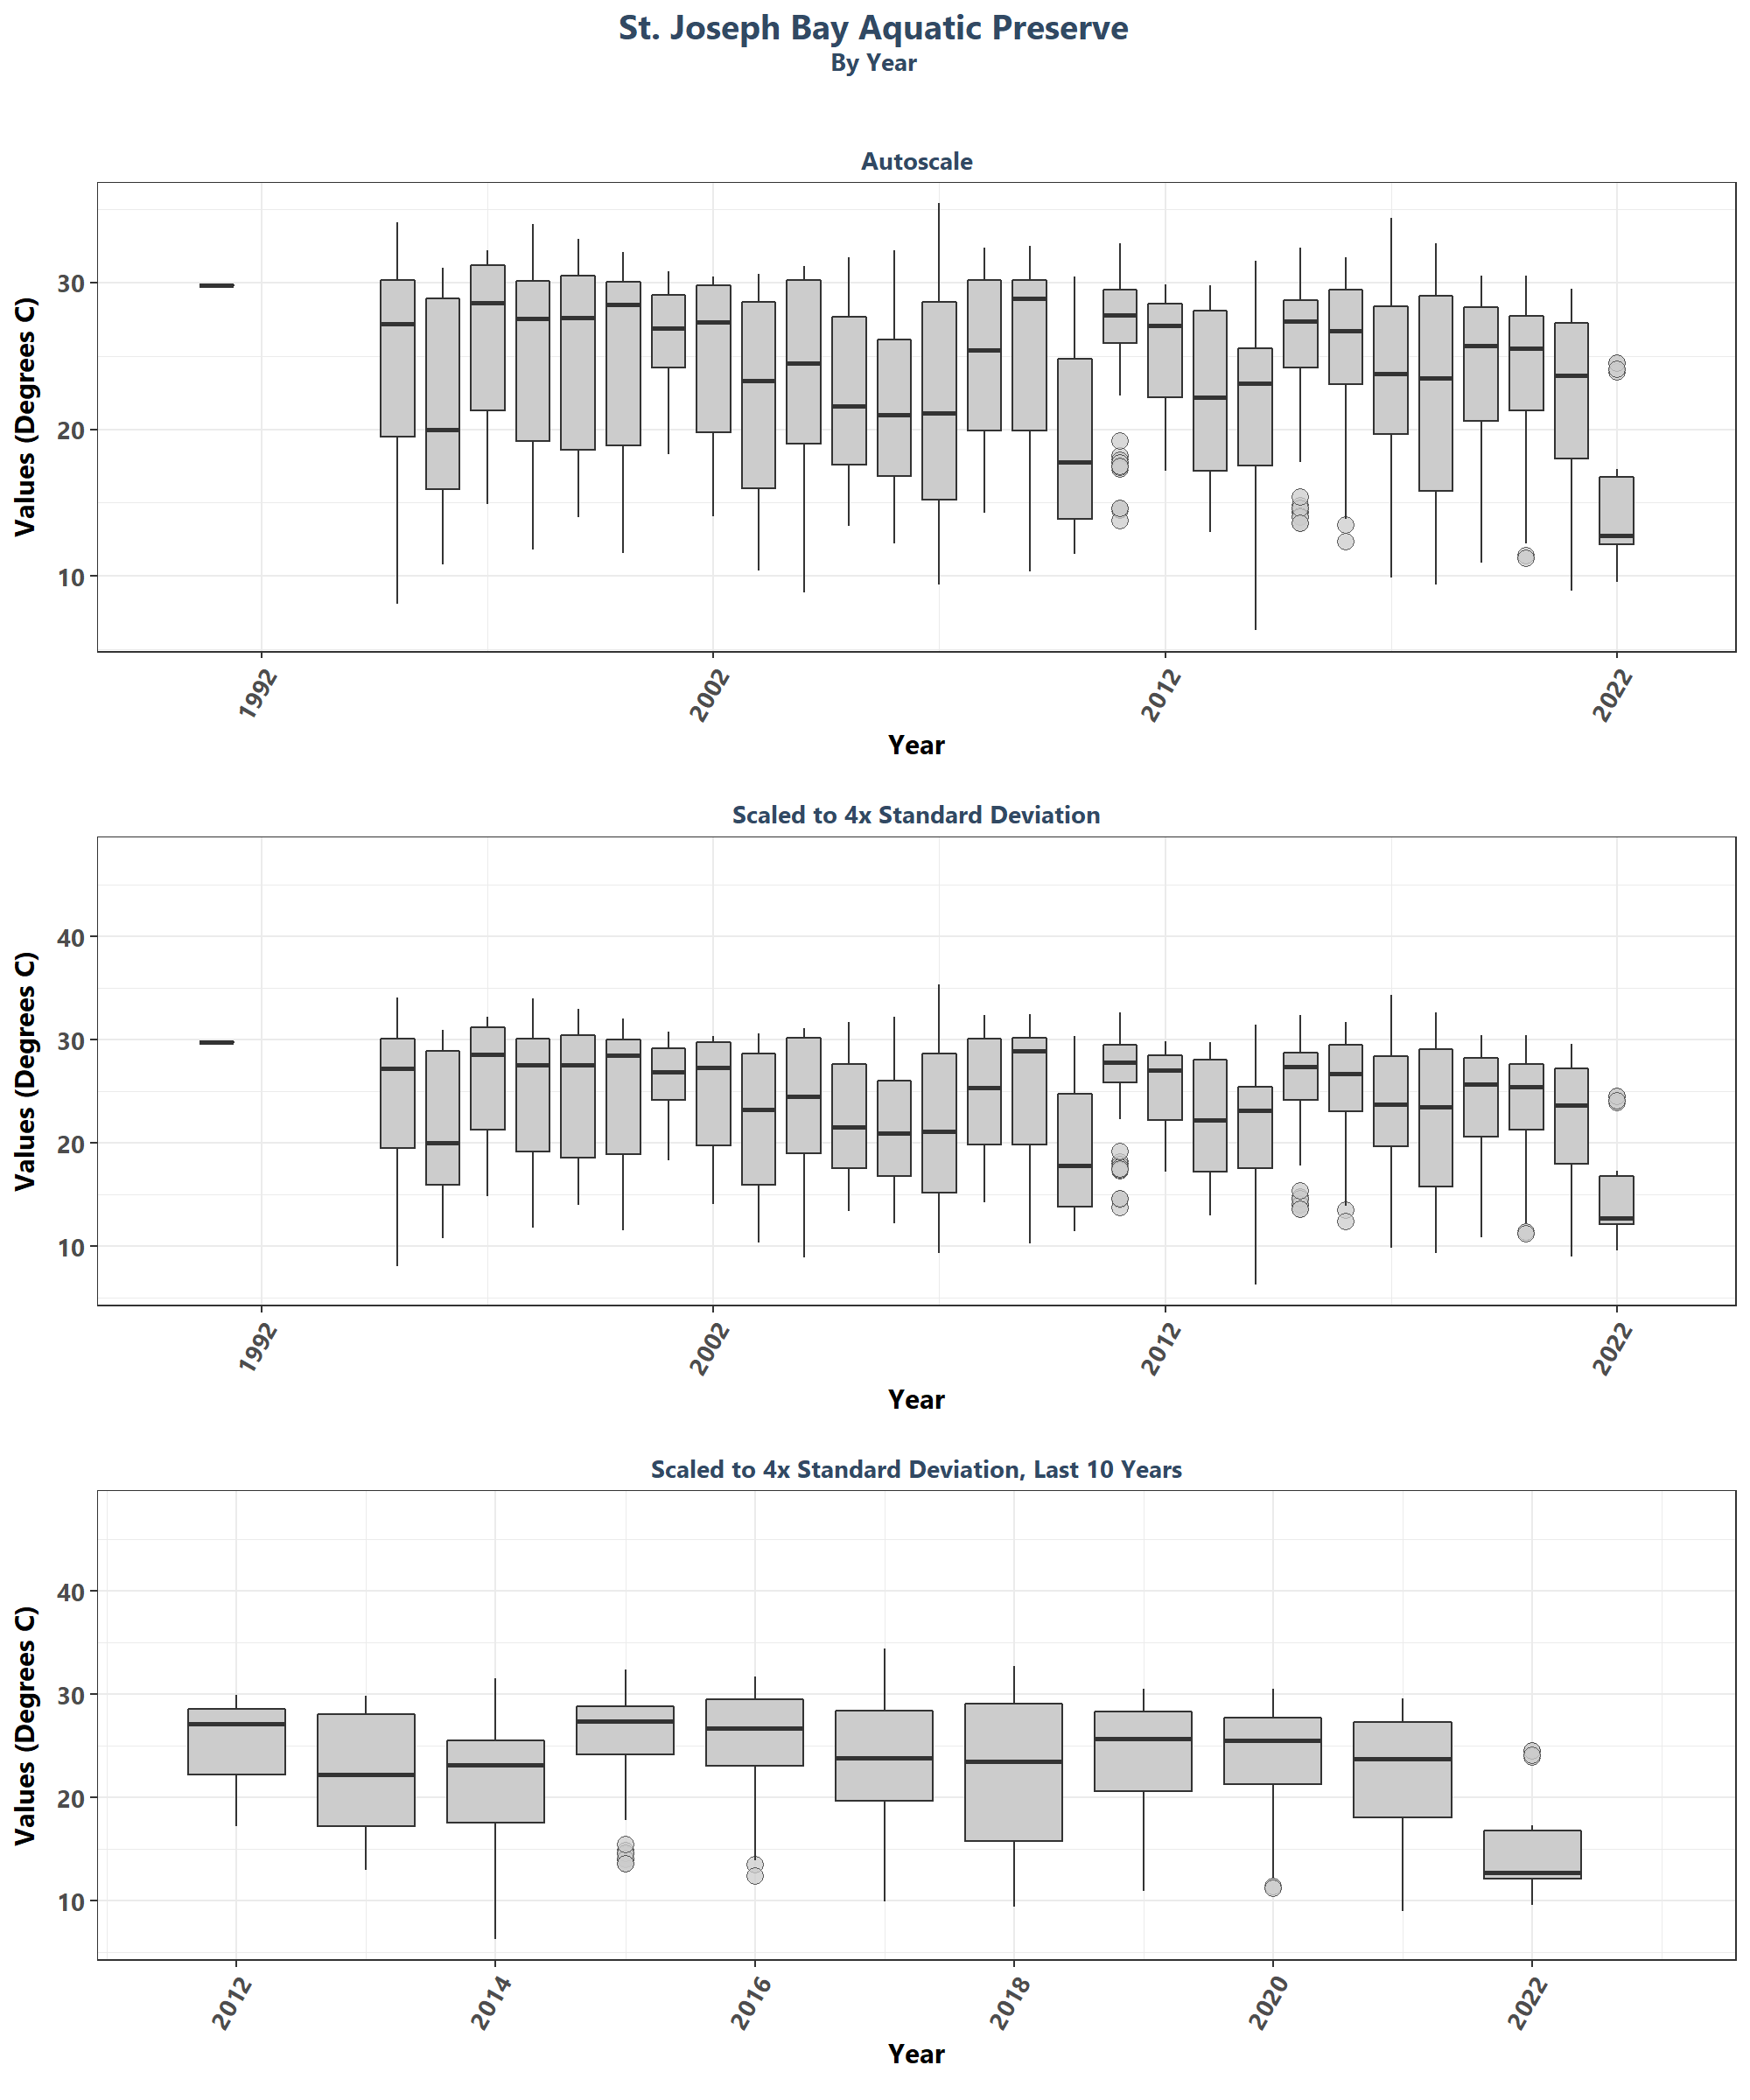 St. Joseph Bay Aquatic Preserve
By Year
Autoscale
Values (Degrees C)
30
20
10
1992
2002
2012
2022
Year
Scaled to 4x Standard Deviation
Values (Degrees C)
40
30
20
10
1992
2002
2012
2022
Year
Scaled to 4x Standard Deviation, Last 10 Years
Values (Degrees C)
40
30
20
10
2012
2014
2016
2018
2020
2022
Year